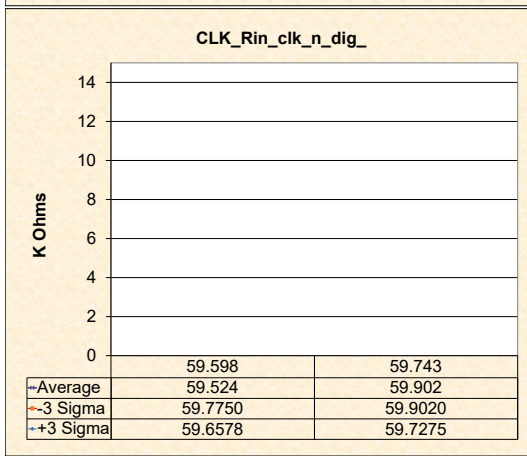 CLK_Rin_clk_n_dig_
14
12
10
8
6
4
2
0
K Ohms
59.598 59.743
Average 59.524 59.902
-3 Sigma 59.7750 59.9020
+3 Sigma 59.6578 59.7275